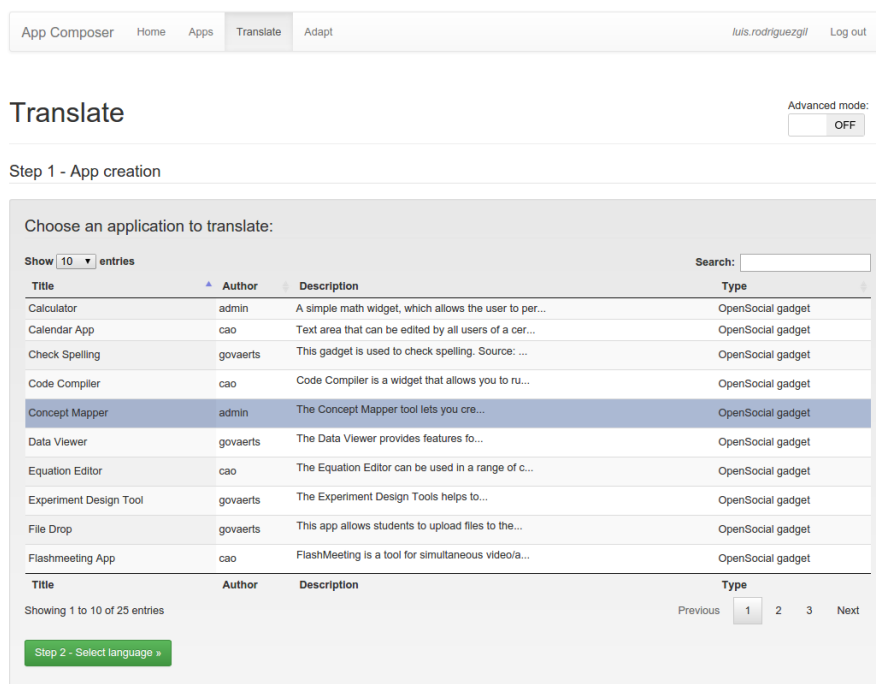 App Composer Home Apps Translate Adapt luis.rodriguezgil Log out
Translate
Advanced mode:
OFF
Step 1 - App creation
Choose an application to translate:
Show 10 entries Search:
Title Author Description Type
Calculator admin A simple math widget, which allows the user to per... OpenSocial gadget
Calendar App cao Text area that can be edited by all users of a cer... OpenSocial gadget
Check Spelling govaerts This gadget is used to check spelling. Source: ... OpenSocial gadget
Code Compiler cao Code Compiler is a widget that allows you to ru... OpenSocial gadget
Concept Mapper admin The Concept Mapper tool lets you cre... OpenSocial gadget
Data Viewer govaerts The Data Viewer provides features fo... OpenSocial gadget
Equation Editor cao The Equation Editor can be used in a range of c... OpenSocial gadget
Experiment Design Tool govaerts The Experiment Design Tools helps to... OpenSocial gadget
File Drop govaerts This app allows students to upload files to the... OpenSocial gadget
Flashmeeting App cao FlashMeeting is a tool for simultaneous video/a... OpenSocial gadget
Title Author Description Type
Showing 1 to 10 of 25 entries Previous 1 2 3 Next
Step 2 - Select language »